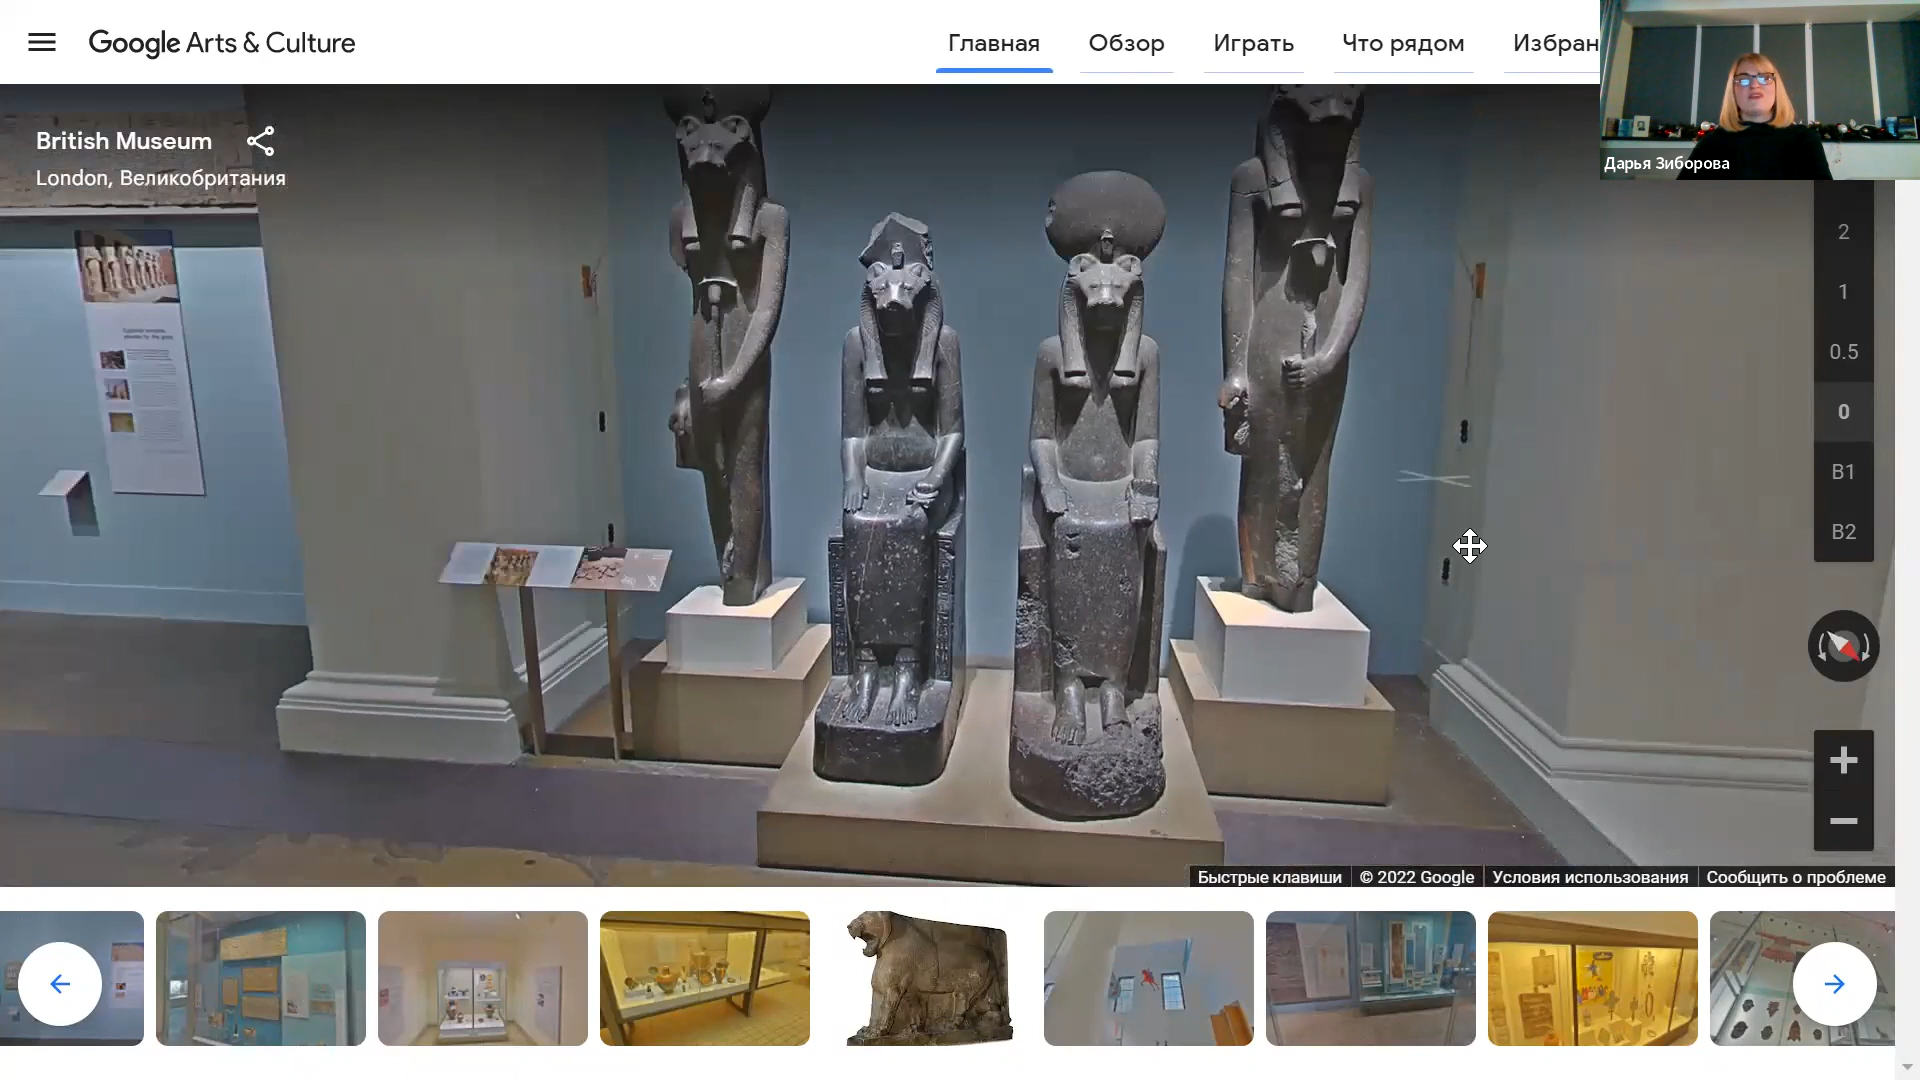 Google Arts & Culture
Главная
Обзор
Играть
Что рядом
Избран
Дарья Зиборова
British Museum
London, Великобритания
2
1
0.5
0
B1
B2
Быстрые клавиши
© 2022 Google
Условия использования
Сообщить о проблеме